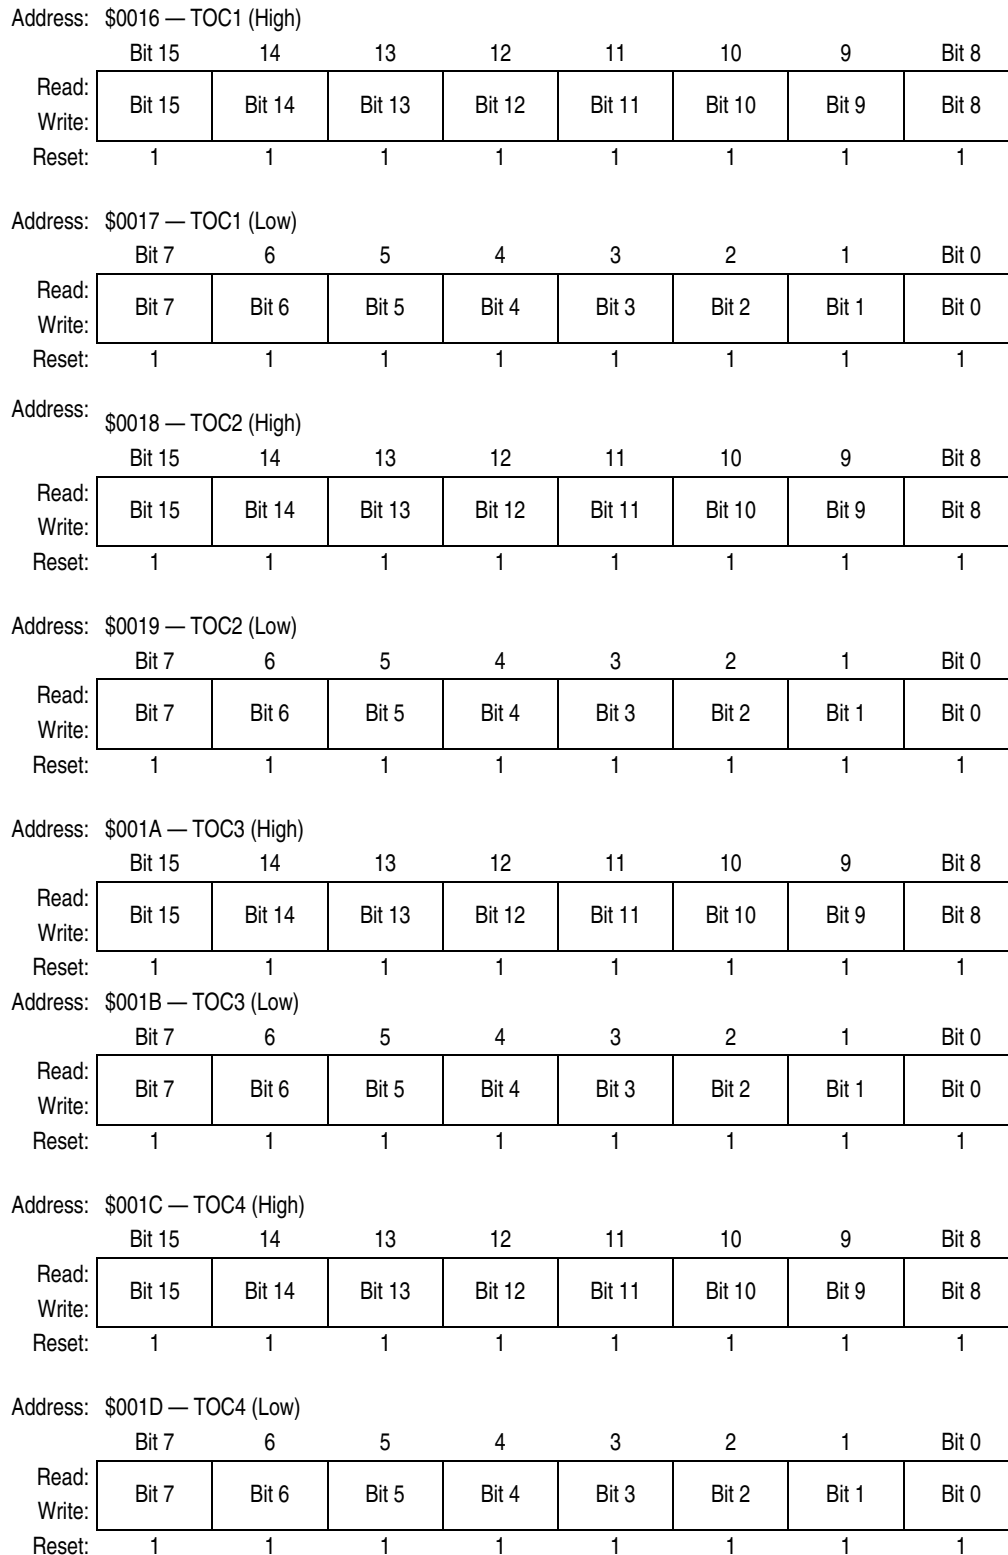 Address: $0016 — TOC1 (High)
Bit 15 14 13 12 11 10 9 Bit 8
Read:
Bit 15 Bit 14 Bit 13 Bit 12 Bit 11 Bit 10 Bit 9 Bit 8
Write:
Reset: 1 1 1 1 1 1 1 1
Address: $0017 — TOC1 (Low)
Bit 7 6 5 4 3 2 1 Bit 0
Read:
Bit 7 Bit 6 Bit 5 Bit 4 Bit 3 Bit 2 Bit 1 Bit 0
Write:
Reset: 1 1 1 1 1 1 1 1
Address: $0018 — TOC2 (High)
Bit 15 14 13 12 11 10 9 Bit 8
Read:
Bit 15 Bit 14 Bit 13 Bit 12 Bit 11 Bit 10 Bit 9 Bit 8
Write:
Reset: 1 1 1 1 1 1 1 1
Address: $0019 — TOC2 (Low)
Bit 7 6 5 4 3 2 1 Bit 0
Read:
Bit 7 Bit 6 Bit 5 Bit 4 Bit 3 Bit 2 Bit 1 Bit 0
Write:
Reset: 1 1 1 1 1 1 1 1
Address: $001A — TOC3 (High)
Bit 15 14 13 12 11 10 9 Bit 8
Read:
Bit 15 Bit 14 Bit 13 Bit 12 Bit 11 Bit 10 Bit 9 Bit 8
Write:
Reset: 1 1 1 1 1 1 1 1
Address: $001B — TOC3 (Low)
Bit 7 6 5 4 3 2 1 Bit 0
Read:
Bit 7 Bit 6 Bit 5 Bit 4 Bit 3 Bit 2 Bit 1 Bit 0
Write:
Reset: 1 1 1 1 1 1 1 1
Address: $001C — TOC4 (High)
Bit 15 14 13 12 11 10 9 Bit 8
Read:
Bit 15 Bit 14 Bit 13 Bit 12 Bit 11 Bit 10 Bit 9 Bit 8
Write:
Reset: 1 1 1 1 1 1 1 1
Address: $001D — TOC4 (Low)
Bit 7 6 5 4 3 2 1 Bit 0
Read:
Bit 7 Bit 6 Bit 5 Bit 4 Bit 3 Bit 2 Bit 1 Bit 0
Write:
Reset: 1 1 1 1 1 1 1 1